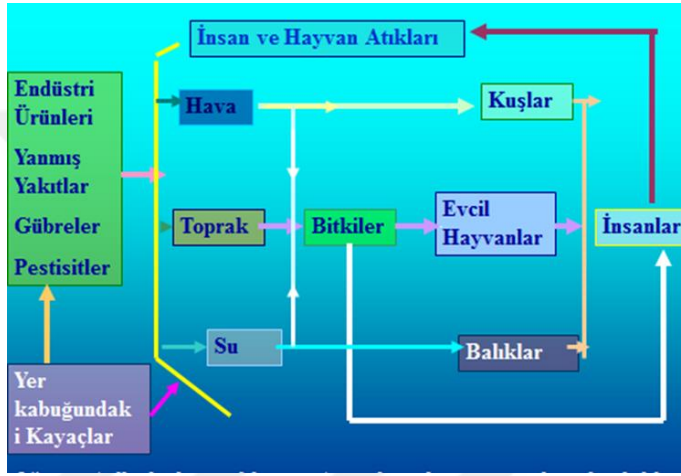 İnsan ve Hayvan Atıkları
Endüstri
Ürünleri
Yanmış
Yakıtlar
Gübreler
Pestisitler
Hava
Kuşlar
Toprak
Bitkiler
Evcil
Hayvanlar
İnsanlar
Su
Balıklar
Yer
kabuğundak
i Kayaçlar